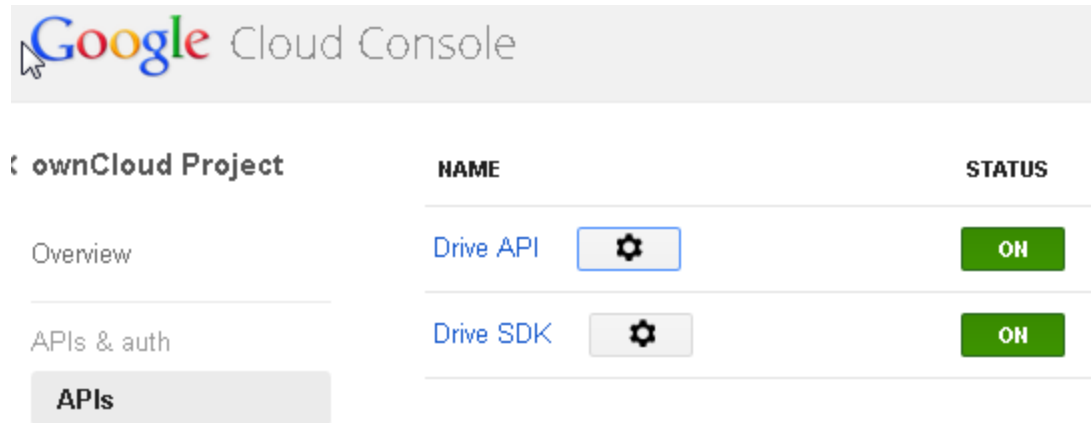 Google Cloud Console
ownCloud Project
NAME
STATUS
Overview
Drive API
ON
APIs & auth
Drive SDK
ON
APIs